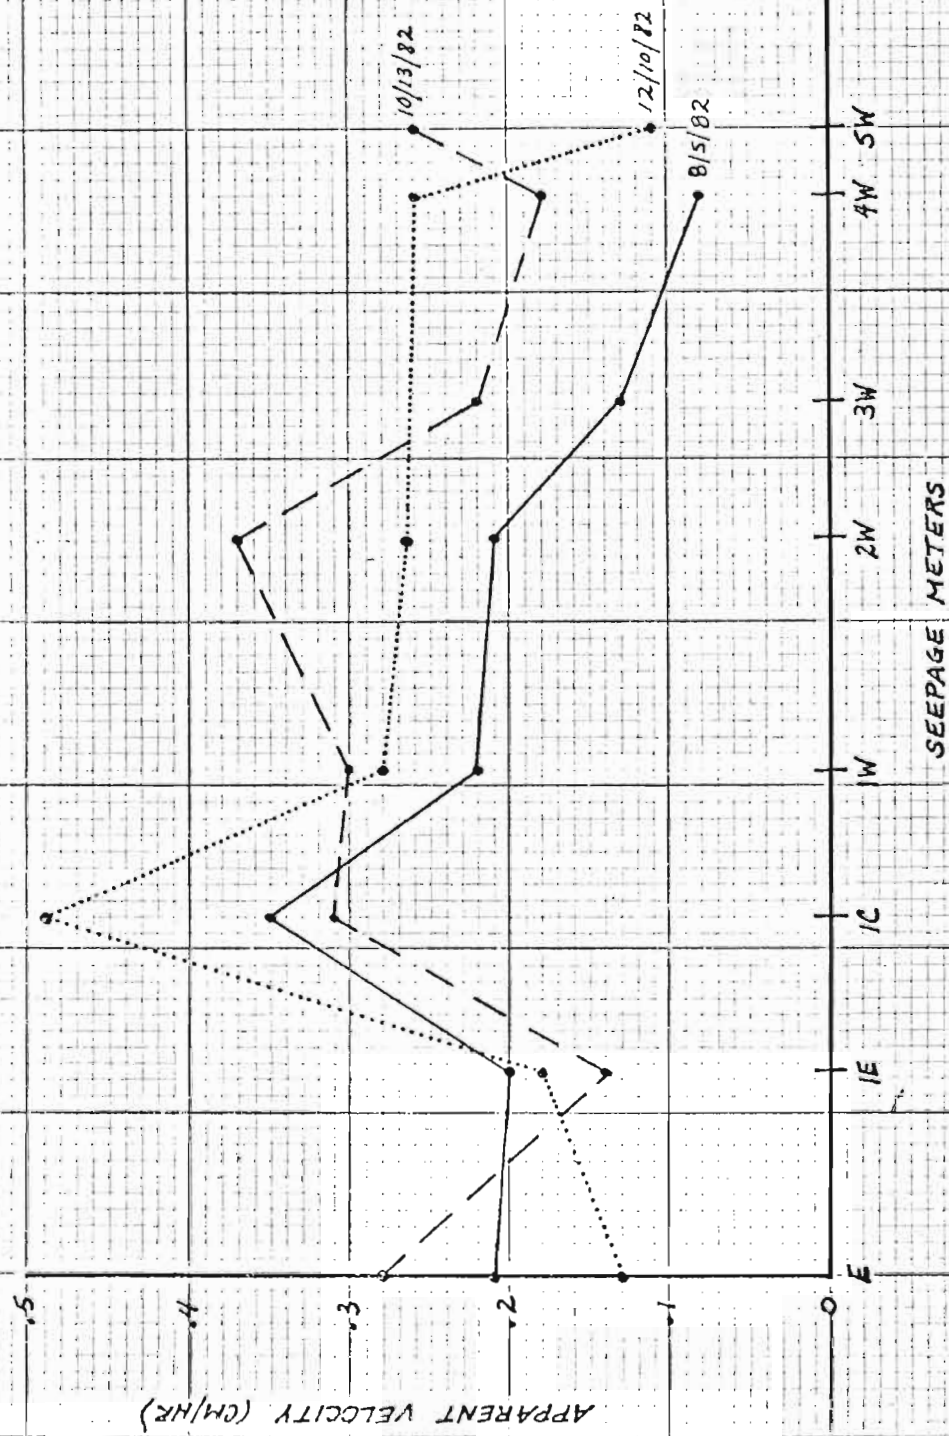 APPARENT VELOCITY (CM/HR)
.5
.4
.3
.2
.1
0
E
1E
1C
1W
2W
3W
4W
5W
SEEPAGE METERS
10/13/82
12/10/82
8/5/82